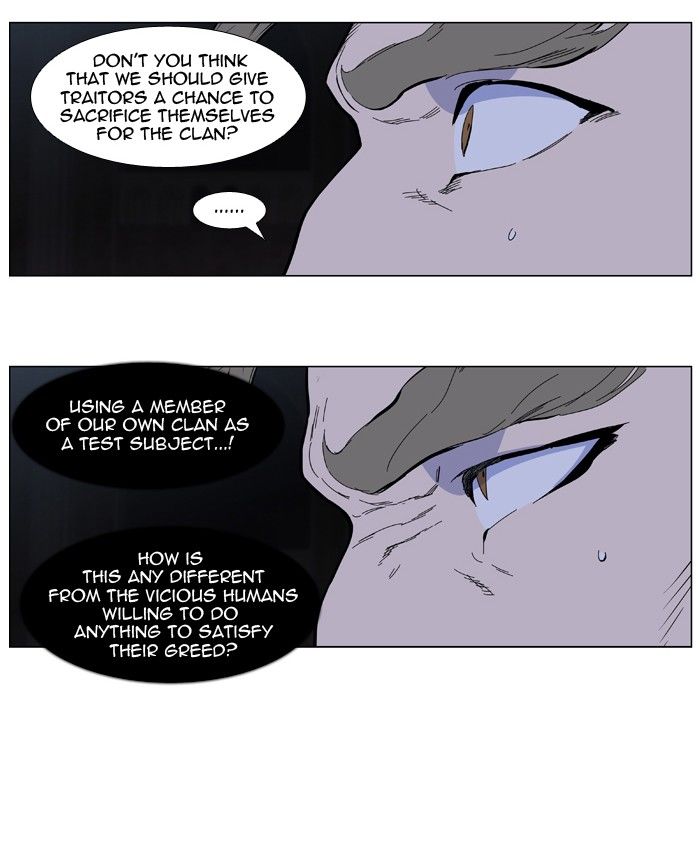 DON'T YOU THINK
THAT WE SHOULD GIVE
TRAITORS A CHANCE TO
SACRIFICE THEMSELVES
FOR THE CLAN?
......
USING A MEMBER
OF OUR OWN CLAN AS
A TEST SUBJECT...!
HOW IS
THIS ANY DIFFERENT
FROM THE VICIOUS HUMANS
WILLING TO DO
ANYTHING TO SATISFY
THEIR GREED?